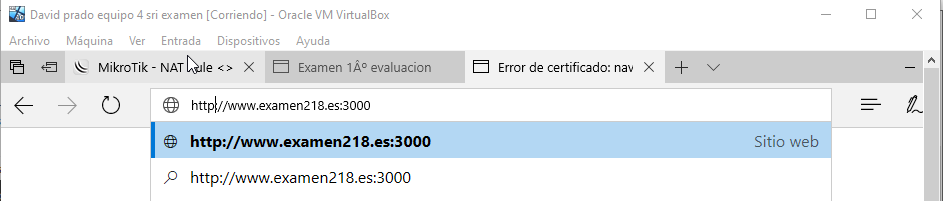 David prado equipo 4 sri examen [Corriendo] - Oracle VM VirtualBox
Archivo Máquina Ver Entrada Dispositivos Ayuda
MikroTik - NAT Rule <> Examen 1Âº evaluacion Error de certificado: nav
http//www.examen218.es:3000
http://www.examen218.es:3000 Sitio web
http://www.examen218.es:3000